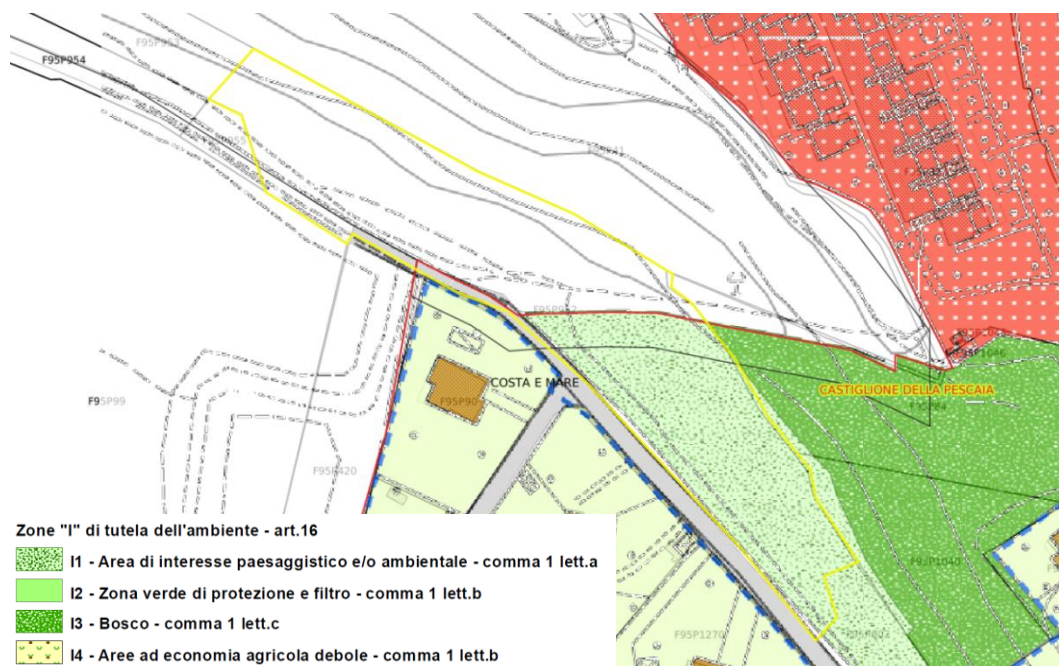 F95P953
F95P954
COSTA E MARE
F95P90
CASTIGLIONE DELLA PESCAIA
F95P99
F95P420
F95P1040
F95P1270
Zone "I" di tutela dell'ambiente - art.16
I1 - Area di interesse paesaggistico e/o ambientale - comma 1 lett.a
I2 - Zona verde di protezione e filtro - comma 1 lett.b
I3 - Bosco - comma 1 lett.c
I4 - Aree ad economia agricola debole - comma 1 lett.b